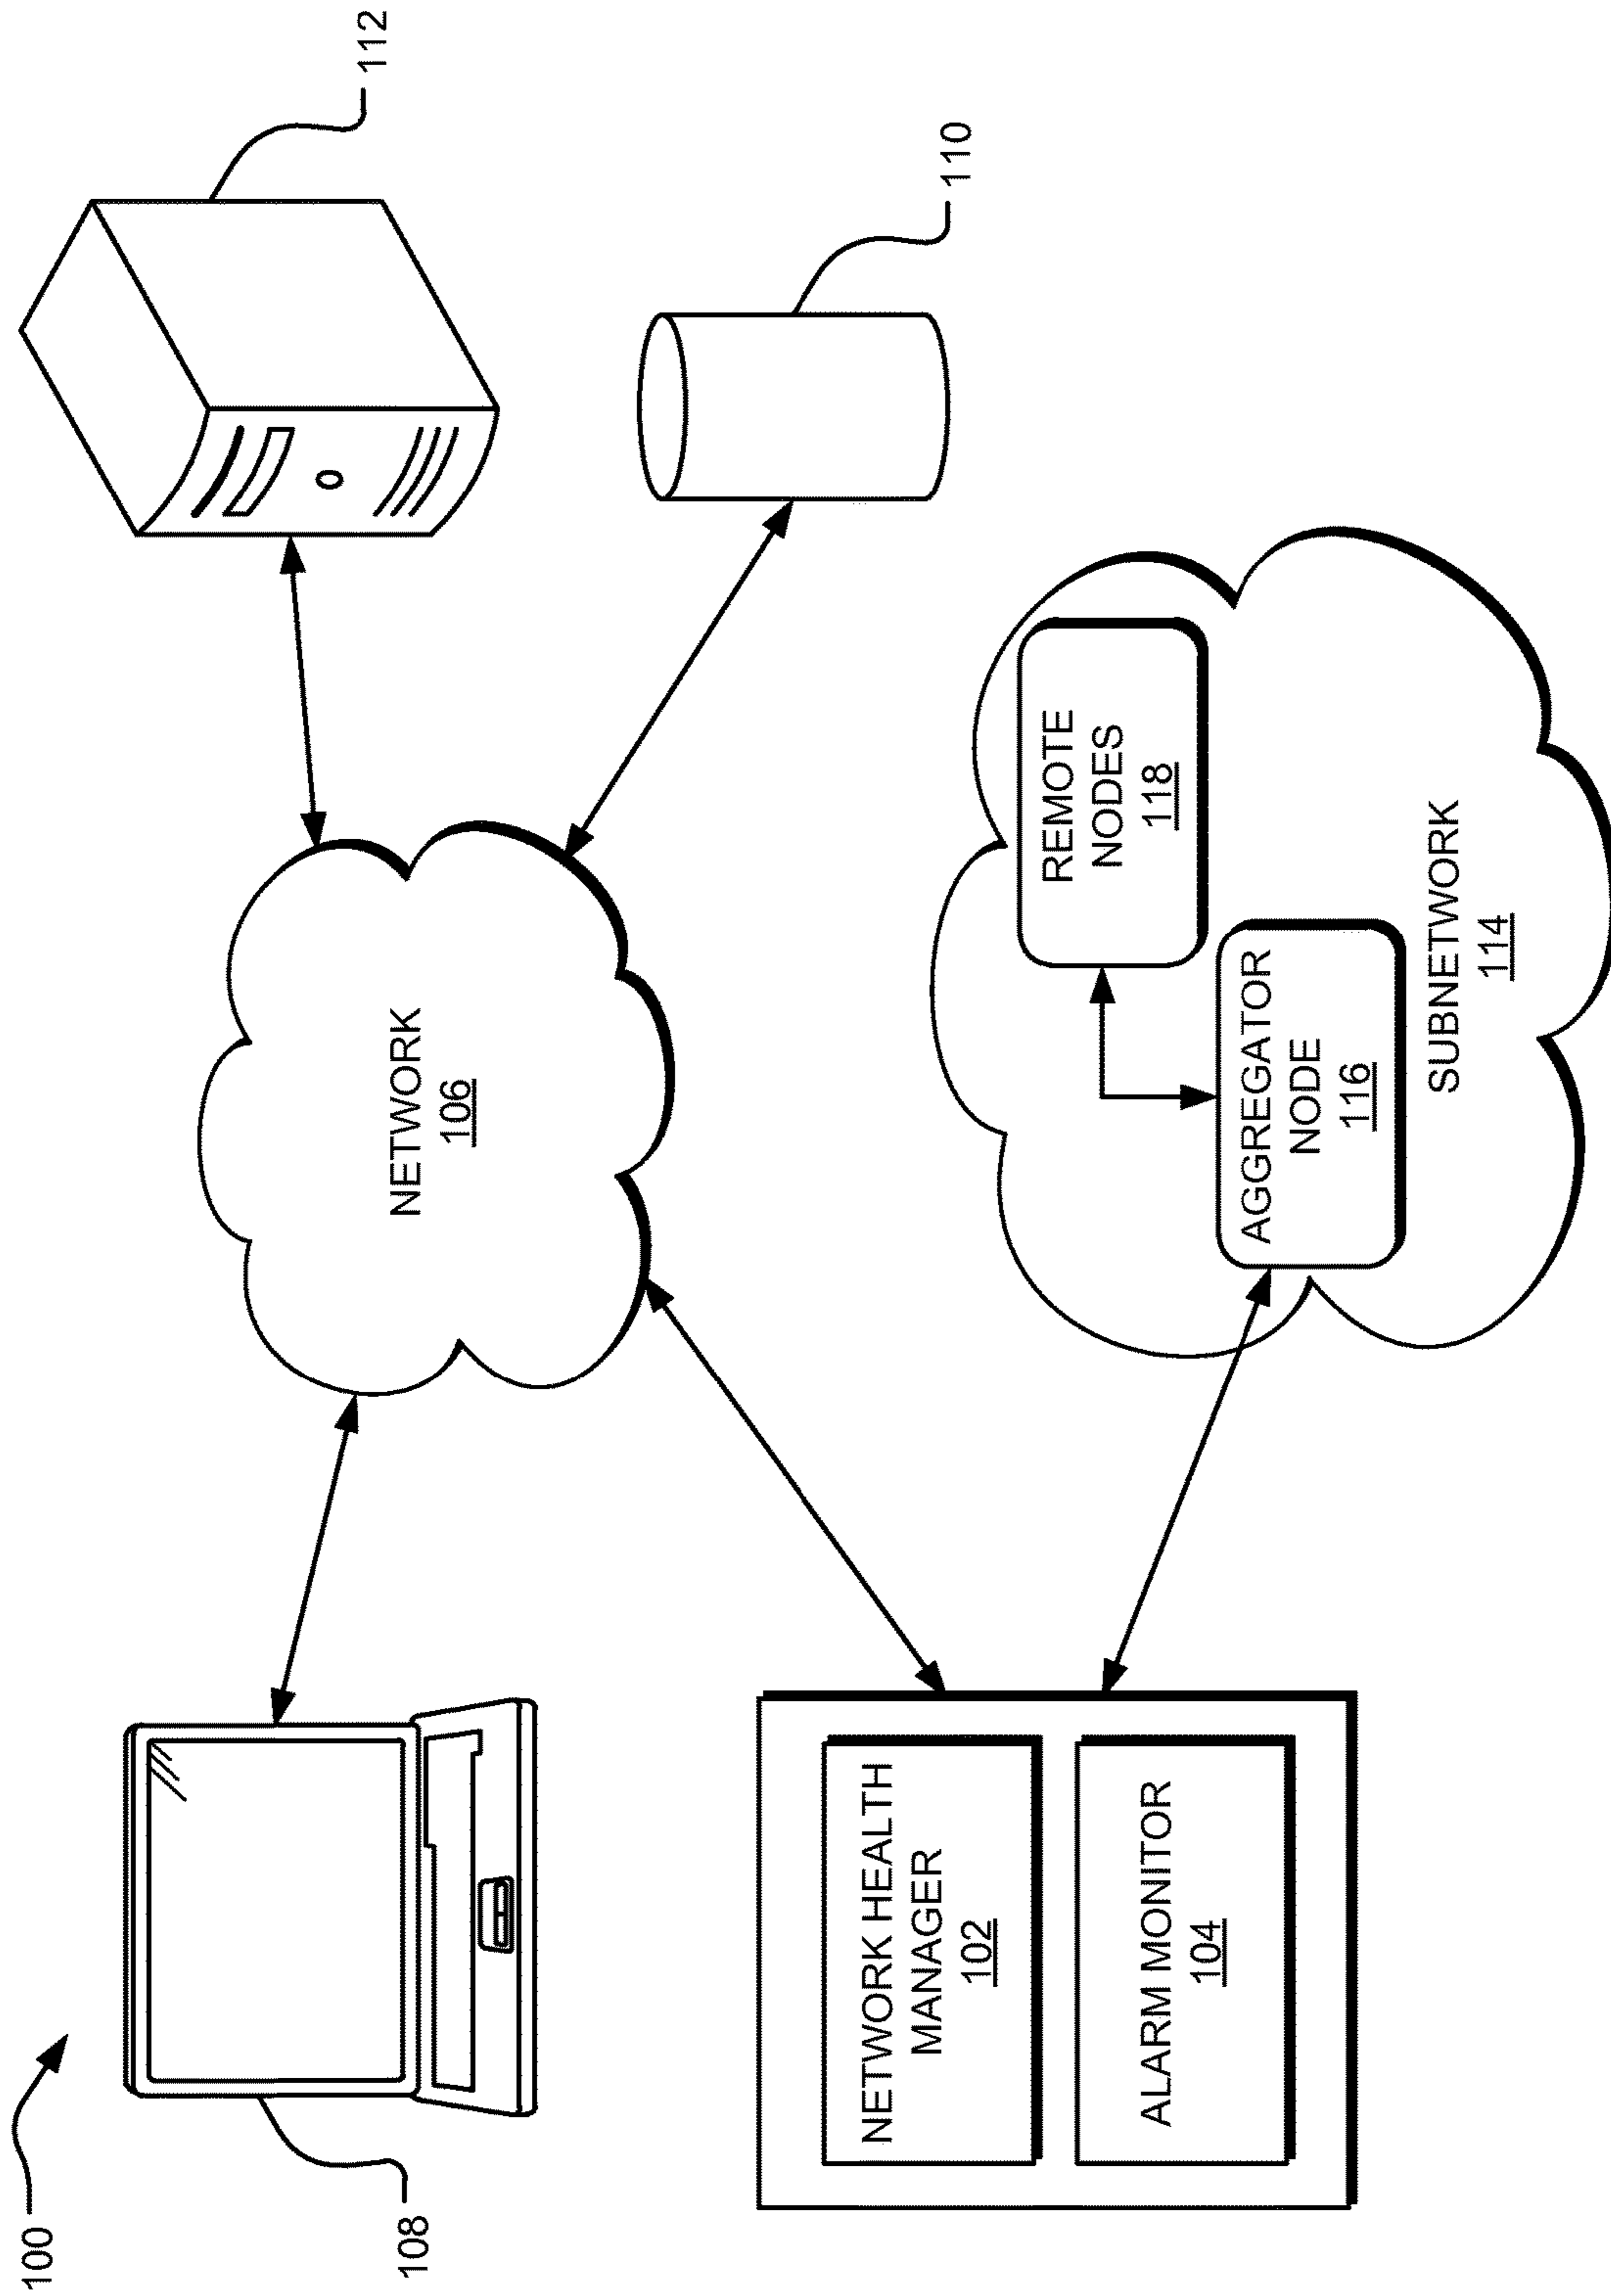 100
108
112
110
NETWORK
106
NETWORK HEALTH
MANAGER
102
ALARM MONITOR
104
REMOTE
NODES
118
AGGREGATOR
NODE
116
SUBNETWORK
114